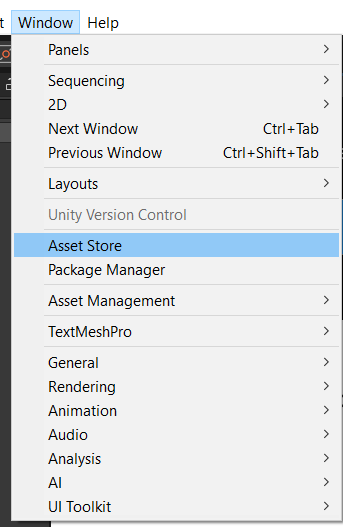 t Window Help
Panels
Sequencing
2D
Next Window Ctrl+Tab
Previous Window Ctrl+Shift+Tab
Layouts
Unity Version Control
Asset Store
Package Manager
Asset Management
TextMeshPro
General
Rendering
Animation
Audio
Analysis
AI
UI Toolkit